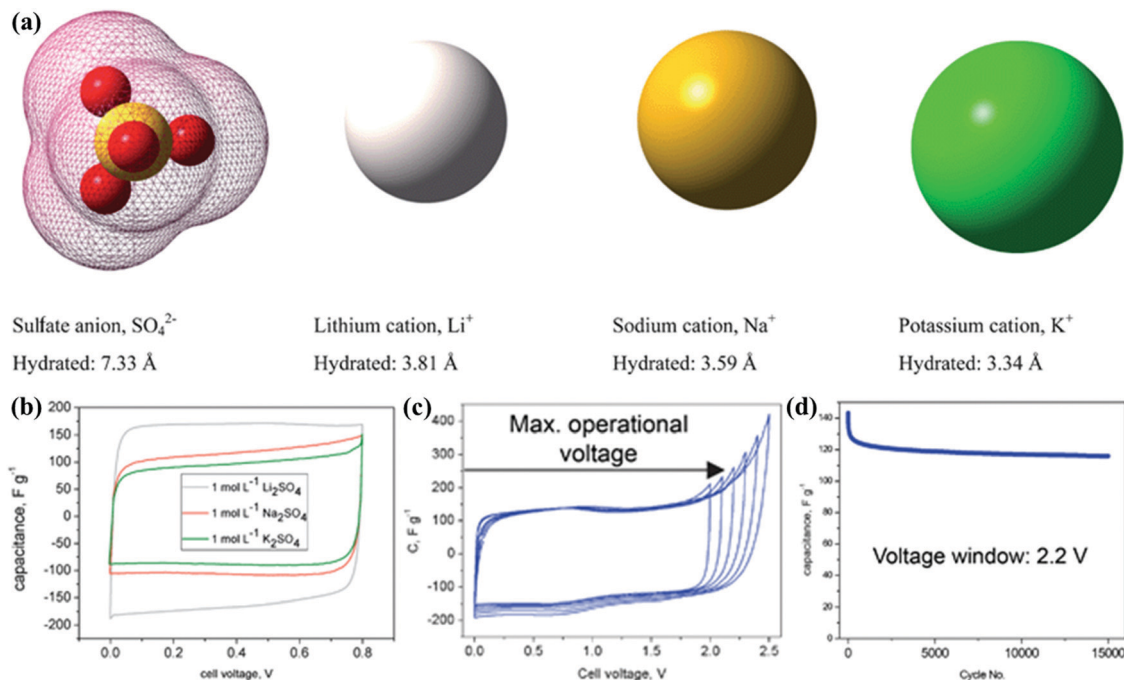 (a)
Sulfate anion, SO₄²⁻
Hydrated: 7.33 Å
Lithium cation, Li⁺
Hydrated: 3.81 Å
Sodium cation, Na⁺
Hydrated: 3.59 Å
Potassium cation, K⁺
Hydrated: 3.34 Å
(b)
200
150
100
50
0
-50
-100
-150
-200
capacitance, F g⁻¹
1 mol L⁻¹ Li₂SO₄
1 mol L⁻¹ Na₂SO₄
1 mol L⁻¹ K₂SO₄
0.0 0.2 0.4 0.6 0.8
cell voltage, V
(c)
400
300
200
100
0
-100
-200
C, F g⁻¹
Max. operational
voltage
0.0 0.5 1.0 1.5 2.0 2.5
Cell voltage, V
(d)
140
120
100
80
60
40
20
0
capacitance, F g⁻¹
Voltage window: 2.2 V
0 5000 10000 15000
Cycle No.